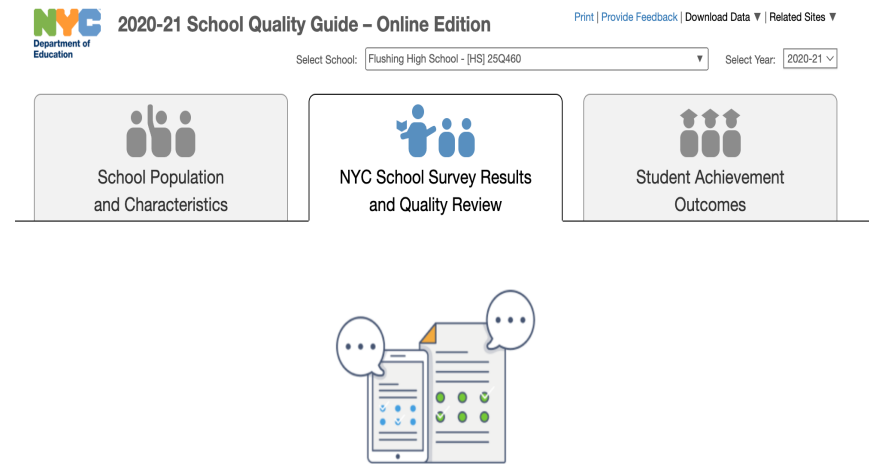 NYC
Department of
Education
2020-21 School Quality Guide – Online Edition
Print | Provide Feedback | Download Data ▼ | Related Sites ▼
Select School: Flushing High School - [HS] 25Q460 ▼ Select Year: 2020-21
School Population
and Characteristics
NYC School Survey Results
and Quality Review
Student Achievement
Outcomes